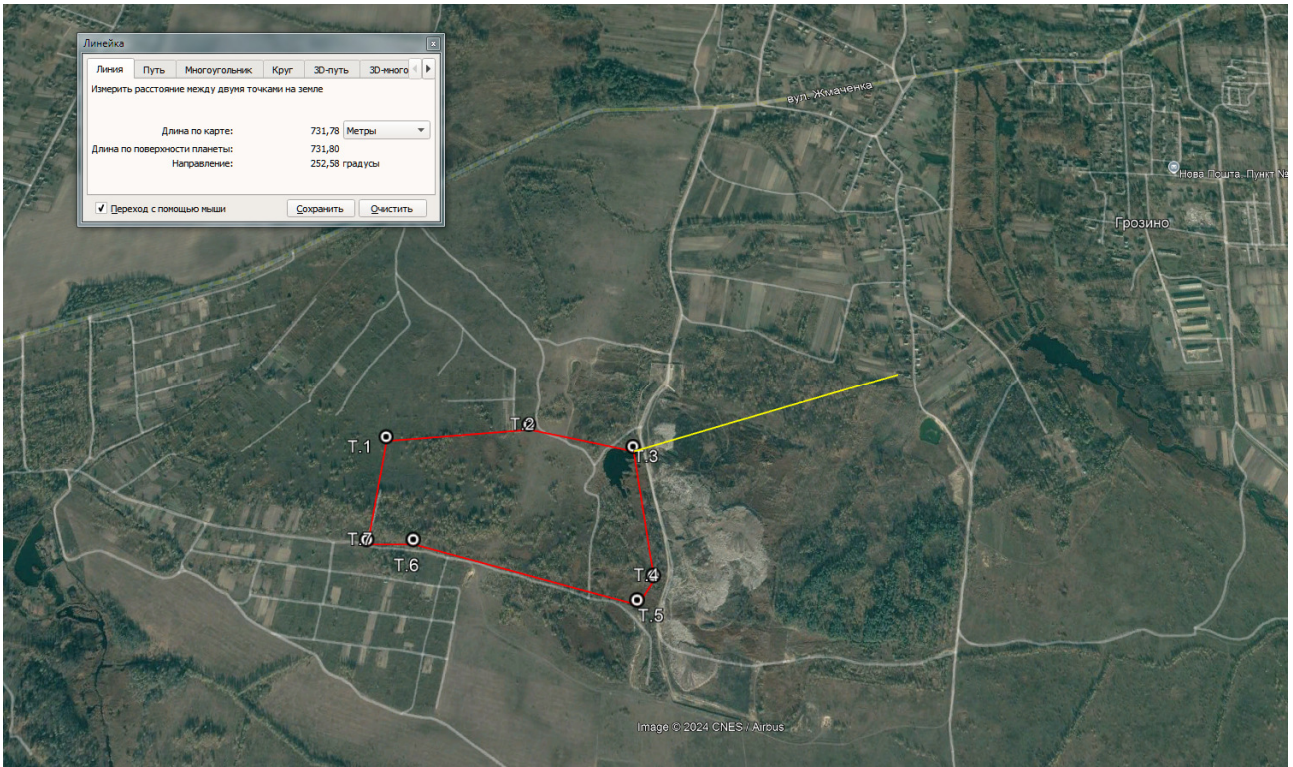 Линейка
Линия Путь Многоугольник Круг 3D-путь 3D-много
Измерить расстояние между двумя точками на земле
Длина по карте: 731,78 Метры
Длина по поверхности планеты: 731,80
Направление: 252,58 градусы
Переход с помощью мыши Сохранить Очистить
вул. Жмаченка
Нова Пошта. Пункт №
Грозино
Т.2
Т.1
Т.3
Т.7
Т.6
Т.4
Т.5
Image © 2024 CNES / Airbus